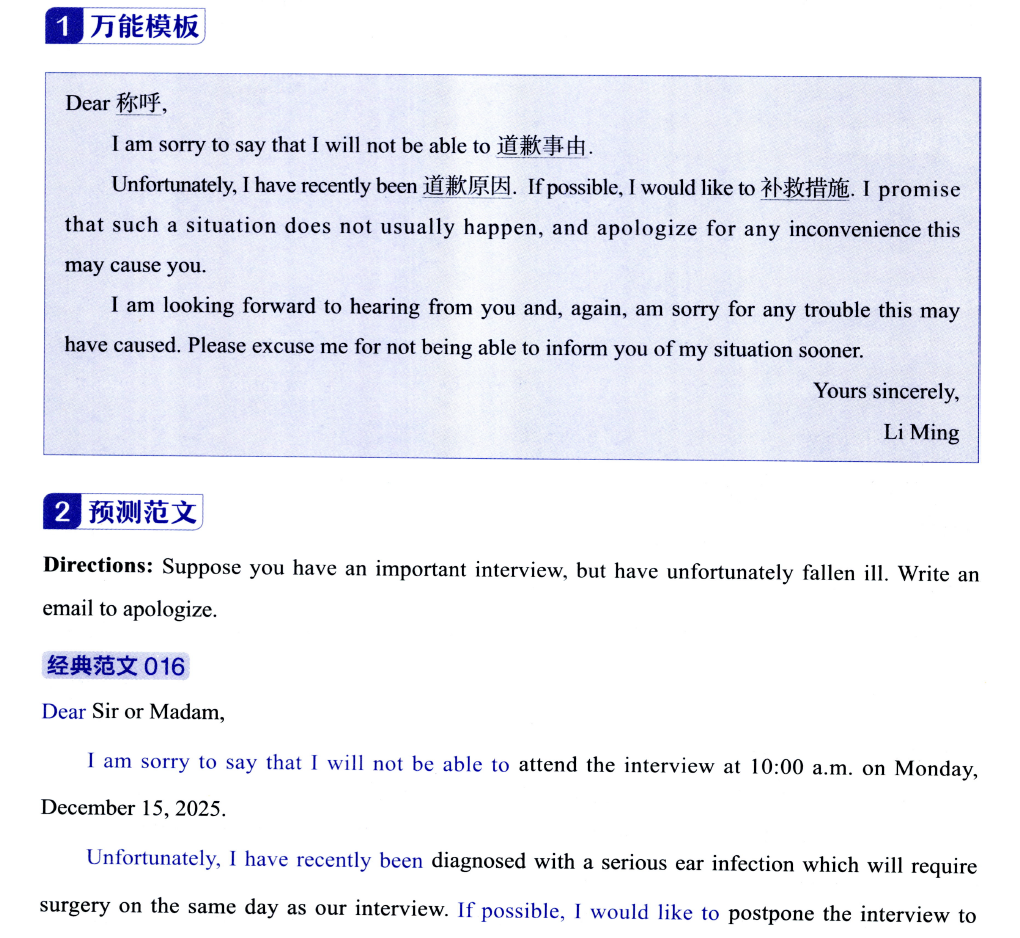 1 万能模板
Dear 称呼,
I am sorry to say that I will not be able to 道歉事由.
Unfortunately, I have recently been 道歉原因. If possible, I would like to 补救措施. I promise
that such a situation does not usually happen, and apologize for any inconvenience this
may cause you.
I am looking forward to hearing from you and, again, am sorry for any trouble this may
have caused. Please excuse me for not being able to inform you of my situation sooner.
Yours sincerely,
Li Ming
2 预测范文
Directions: Suppose you have an important interview, but have unfortunately fallen ill. Write an
email to apologize.
经典范文 016
Dear Sir or Madam,
I am sorry to say that I will not be able to attend the interview at 10:00 a.m. on Monday,
December 15, 2025.
Unfortunately, I have recently been diagnosed with a serious ear infection which will require
surgery on the same day as our interview. If possible, I would like to postpone the interview to